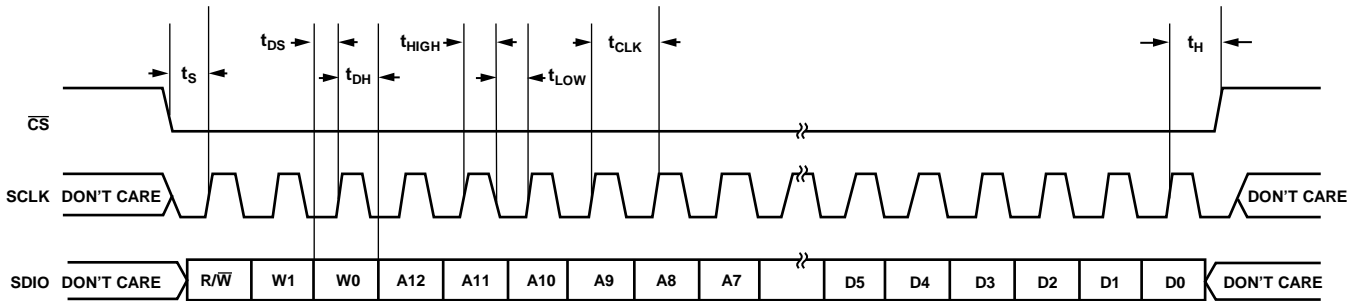 tDS tHIGH tCLK tH
tS tDH tLOW
CS
SCLK DON'T CARE DON'T CARE
SDIO DON'T CARE R/W W1 W0 A12 A11 A10 A9 A8 A7 D5 D4 D3 D2 D1 D0 DON'T CARE